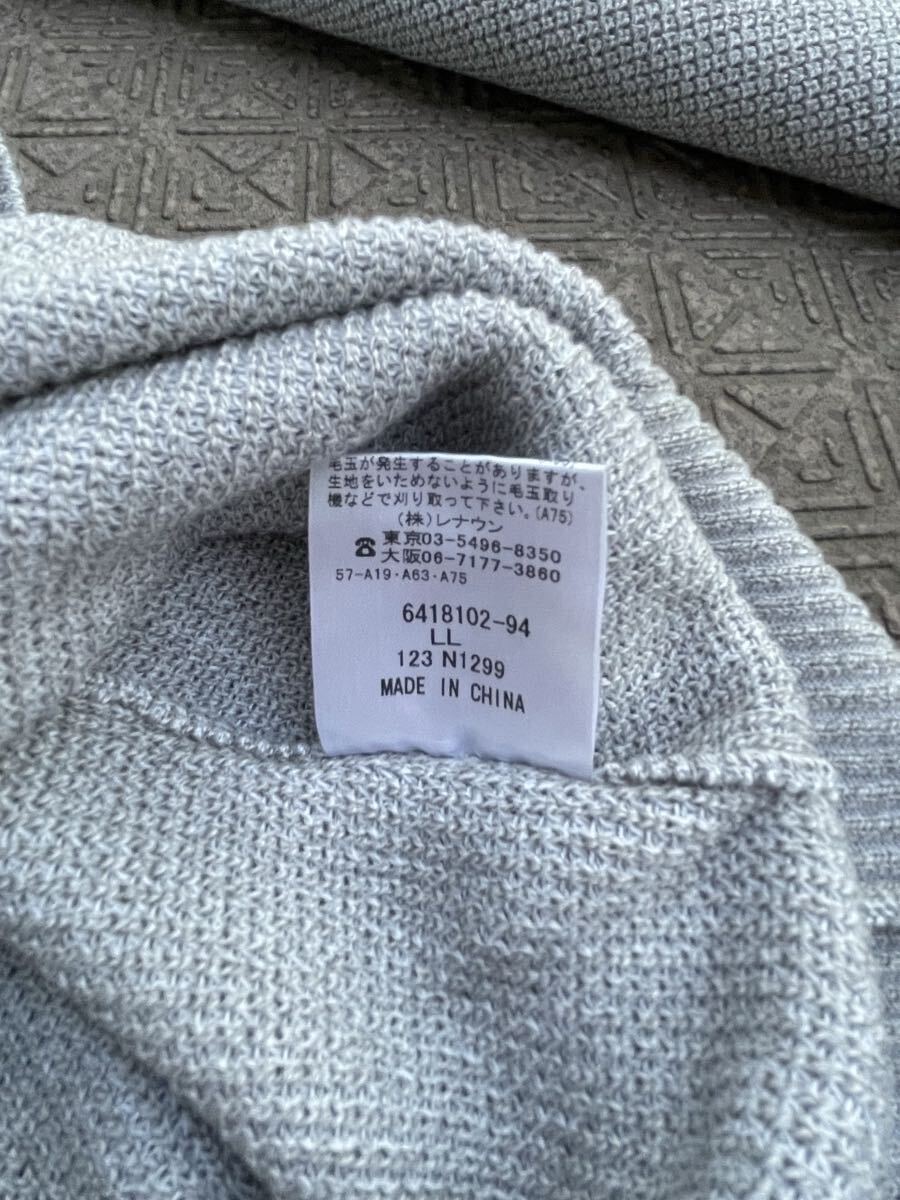 毛玉が発生することがありますが、
生地をいためないように毛玉取り
機などで刈り取って下さい。(A75)
(株)レナウン
☎東京03-5496-8350
大阪06-7177-3860
57-A19・A63・A75
6418102-94
LL
123 N1299
MADE IN CHINA